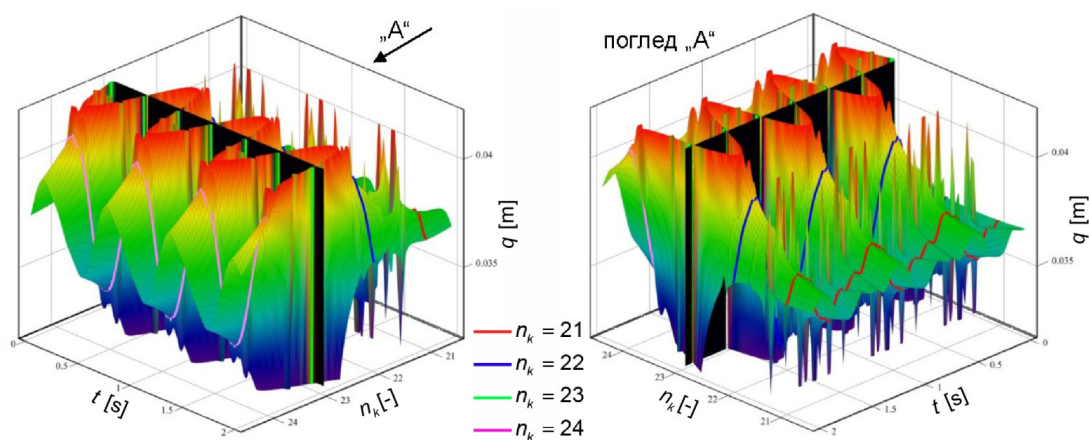 „A“
поглед „A“
0.04
0.035
q [m]
0
0.5
1
1.5
2
t [s]
24
23
22
21
n_k [-]
n_k = 21
n_k = 22
n_k = 23
n_k = 24
0.04
0.035
q [m]
24
23
22
21
n_k [-]
2
1.5
1
0.5
0
t [s]